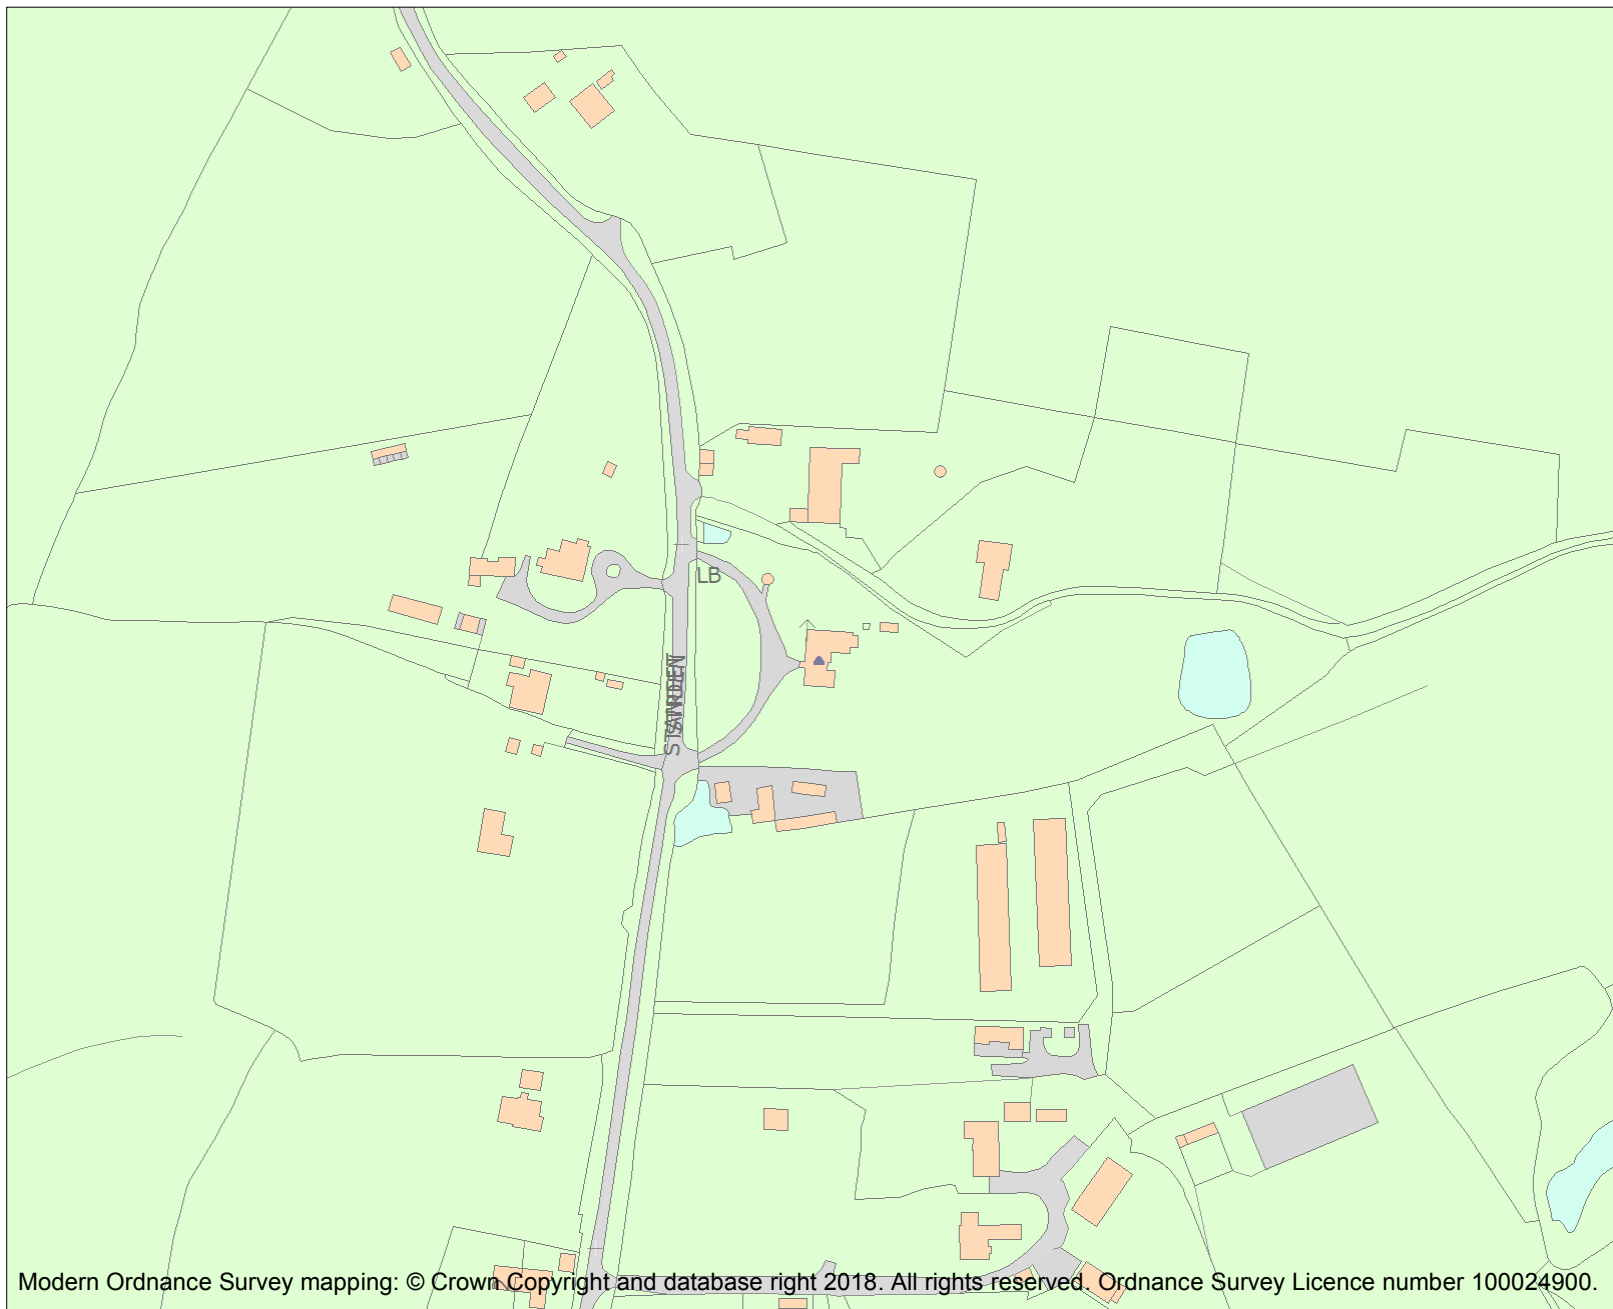 LB
Modern Ordnance Survey mapping: © Crown Copyright and database right 2018. All rights reserved. Ordnance Survey Licence number 100024900.